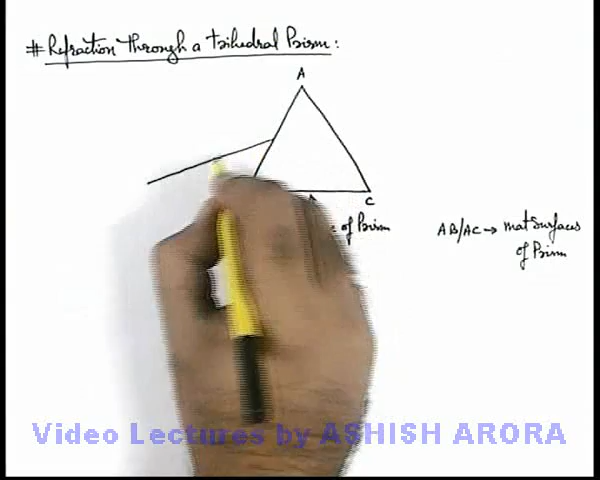 # Refraction through a trihedral Prism:
A
C
of Prism
AB/AC → mat surfaces
of Prism
Video Lectures by ASHISH ARORA